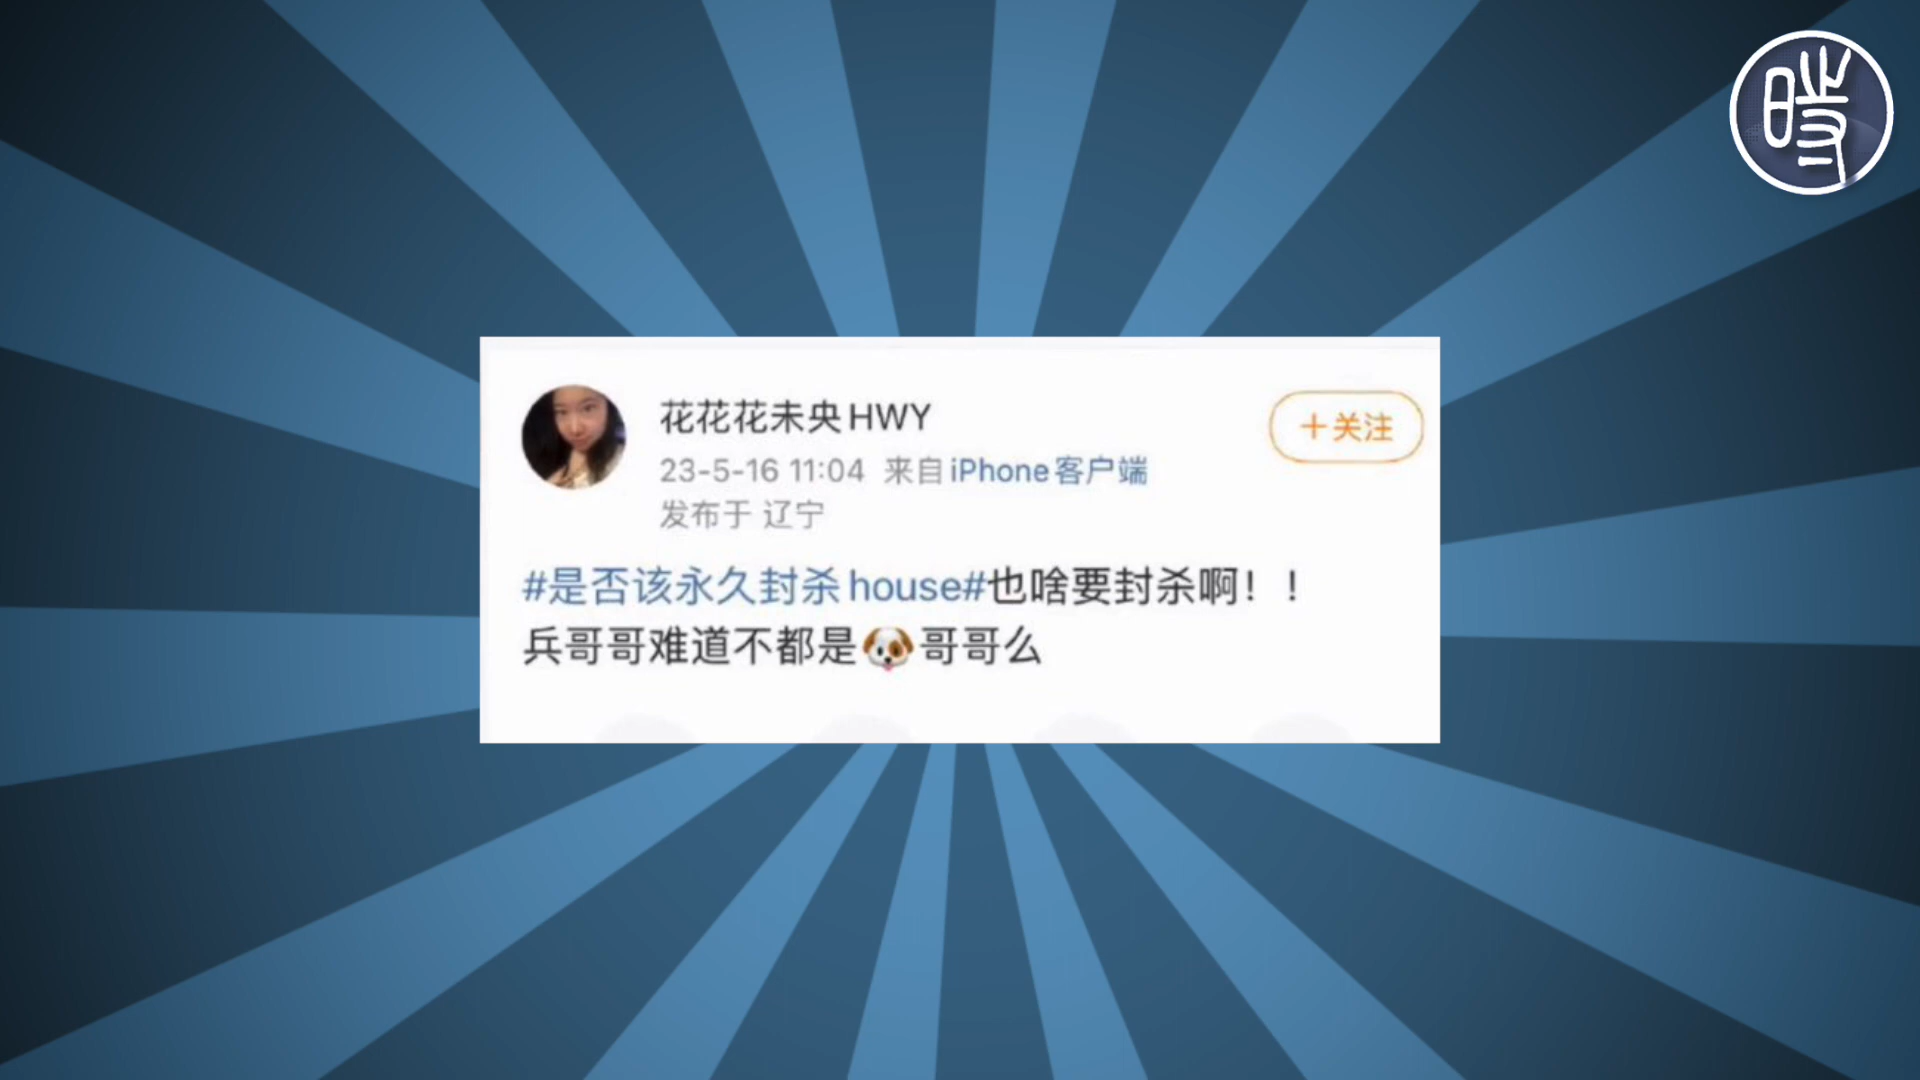 時
花花花未央HWY
+关注
23-5-16 11:04 来自iPhone客户端
发布于 辽宁
#是否该永久封杀house#也啥要封杀啊！！
兵哥哥难道不都是🐶哥哥么